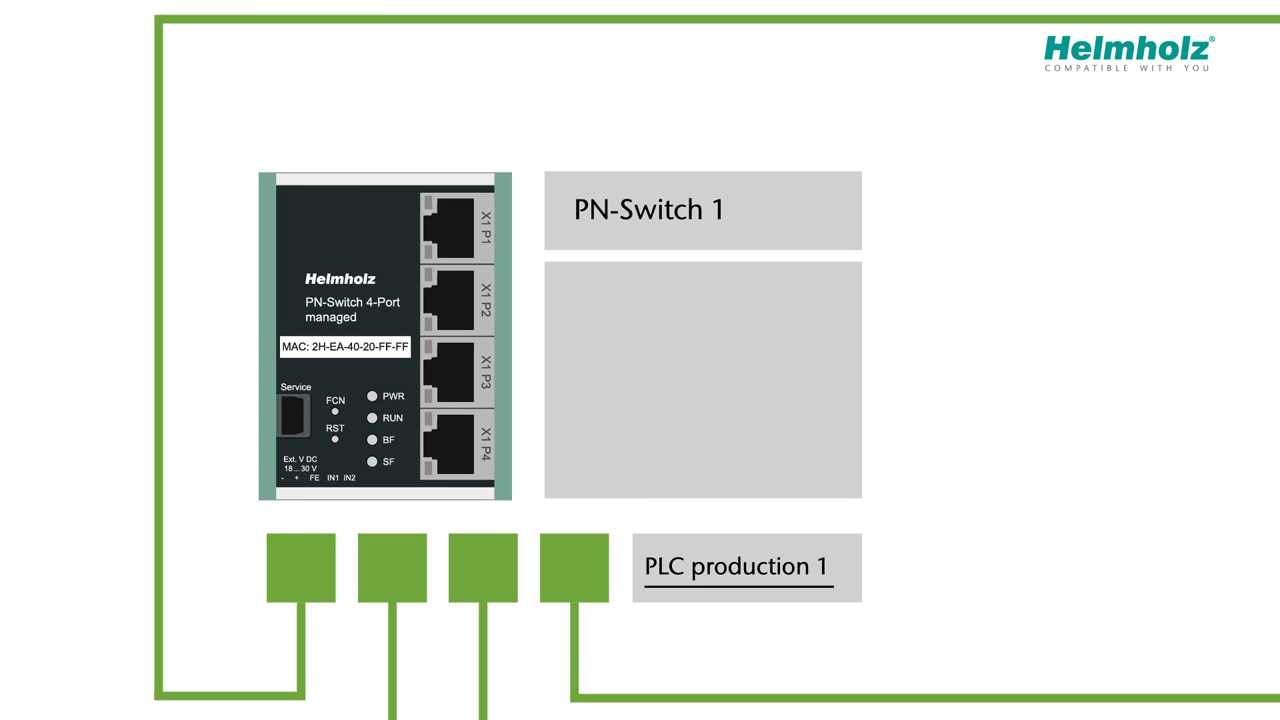 Helmholz®
COMPATIBLE WITH YOU
PN-Switch 1
Helmholz
PN-Switch 4-Port
managed
MAC: 2H-EA-40-20-FF-FF
Service
FCN
RST
PWR
RUN
BF
SF
Ext. V DC
18 ... 30 V
- + FE IN1 IN2
X1 P1
X1 P2
X1 P3
X1 P4
PLC production 1